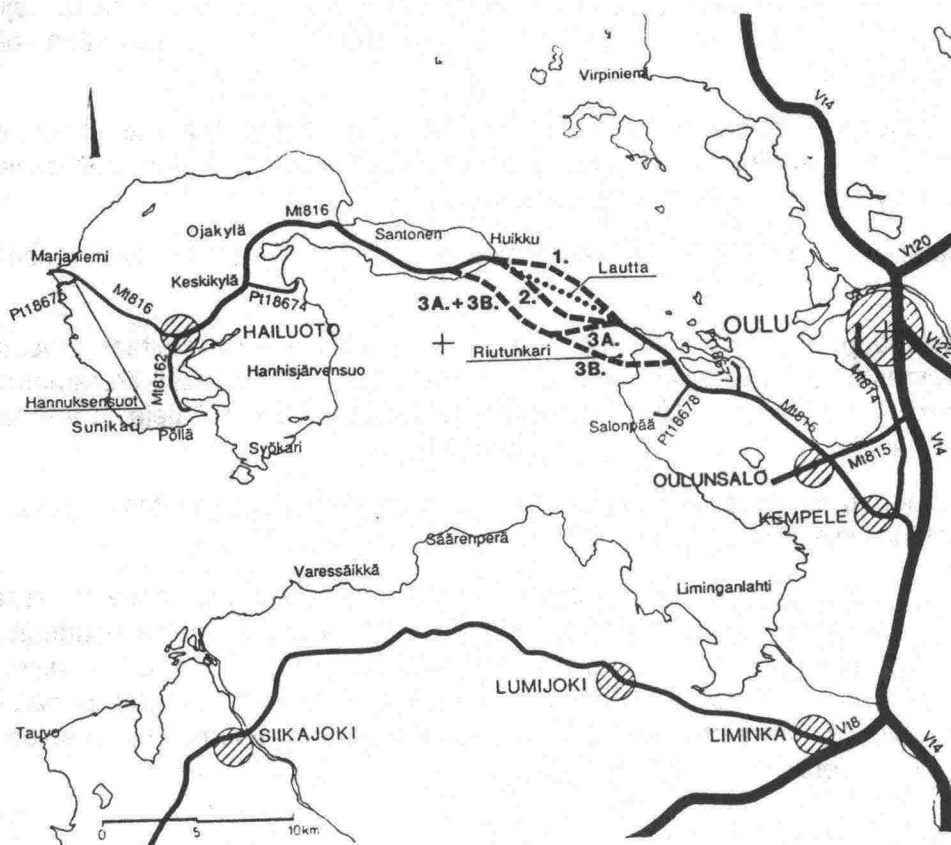 Virpiniemi
Vt4
Mt816
Ojakylä
Santonen
Huikku
Vt20
Marjaniemi
1.
Lautta
Keskikylä
Pt18675
Mt816
Pt18674
2.
3A. + 3B.
OULU
HAILUOTO
3A.
Riutunkari
3B.
Mt814
Mt8162
Hanhisjärvensuo
Hannuksensuot
Sunikari
Pöllä
Syökari
Salonpää
Pt18678
Mt816
Mt815
Vt4
OULUNSALO
KEMPELE
Säärenperä
Varessäikkä
Liminganlahti
LUMIJOKI
Tauvo
SIIKAJOKI
LIMINKA
Vt8
Vt4
0 5 10km